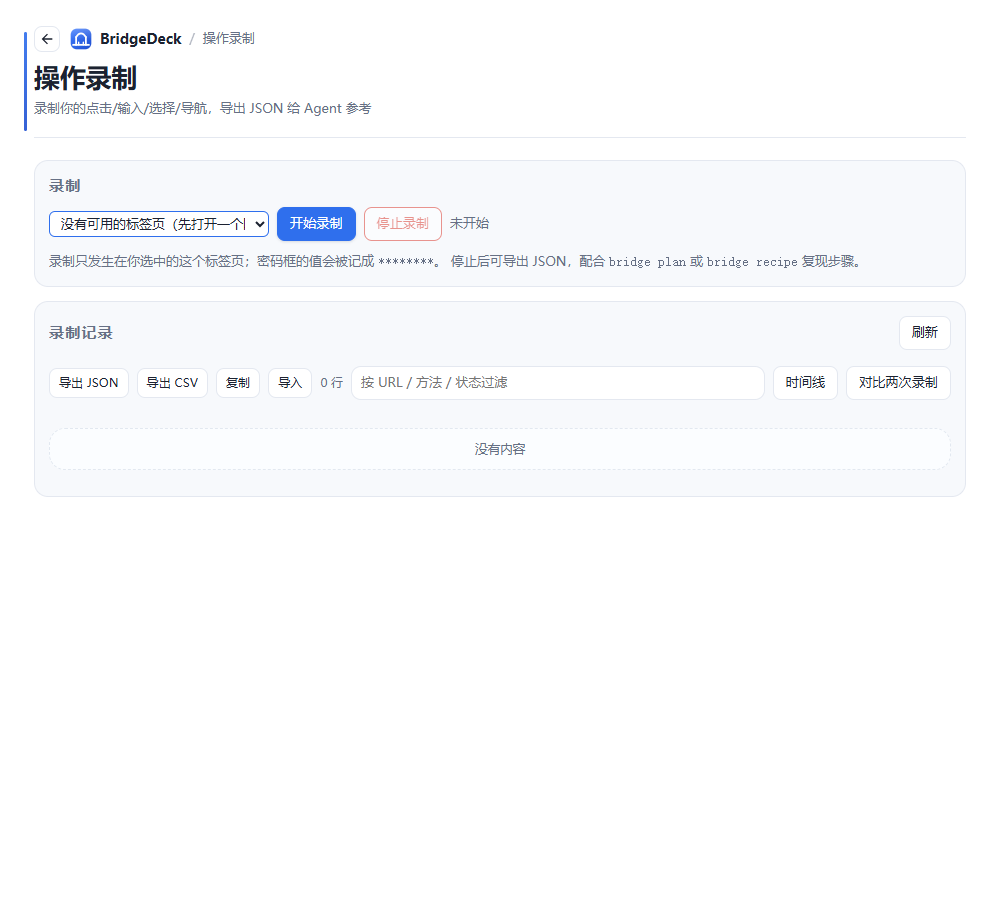 BridgeDeck / 操作录制
操作录制
录制你的点击/输入/选择/导航，导出 JSON 给 Agent 参考
录制
没有可用的标签页（先打开一个 开始录制 停止录制 未开始
录制只发生在你选中的这个标签页；密码框的值会被记成 ********。 停止后可导出 JSON，配合 bridge plan 或 bridge recipe 复现步骤。
录制记录 刷新
导出 JSON 导出 CSV 复制 导入 0 行 按 URL / 方法 / 状态过滤 时间线 对比两次录制
没有内容